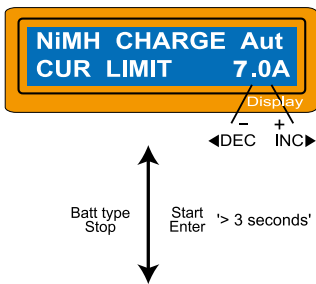 NiMH CHARGE Aut
CUR LIMIT 7.0A
Display
− +
◀DEC INC▶
Batt type Start '> 3 seconds'
Stop Enter